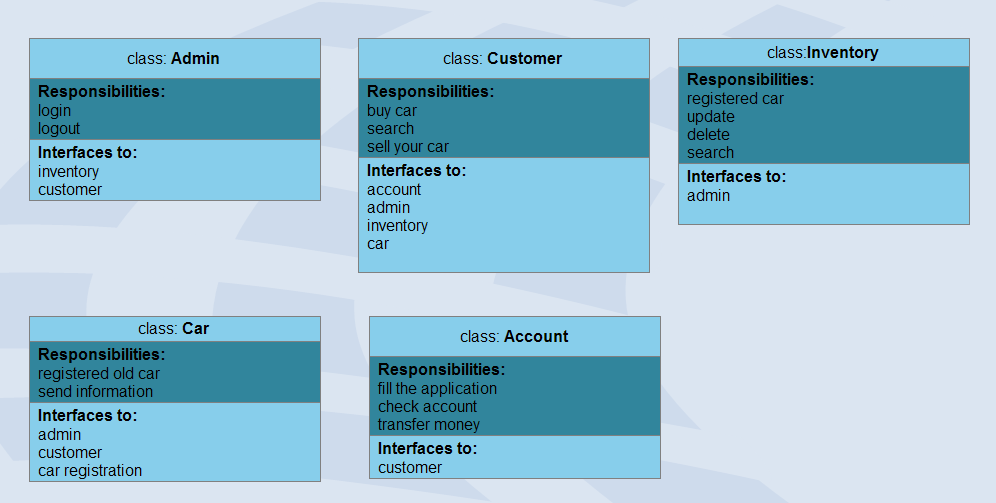 class: Admin
Responsibilities:
login
logout
Interfaces to:
inventory
customer
class: Customer
Responsibilities:
buy car
search
sell your car
Interfaces to:
account
admin
inventory
car
class:Inventory
Responsibilities:
registered car
update
delete
search
Interfaces to:
admin
class: Car
Responsibilities:
registered old car
send information
Interfaces to:
admin
customer
car registration
class: Account
Responsibilities:
fill the application
check account
transfer money
Interfaces to:
customer